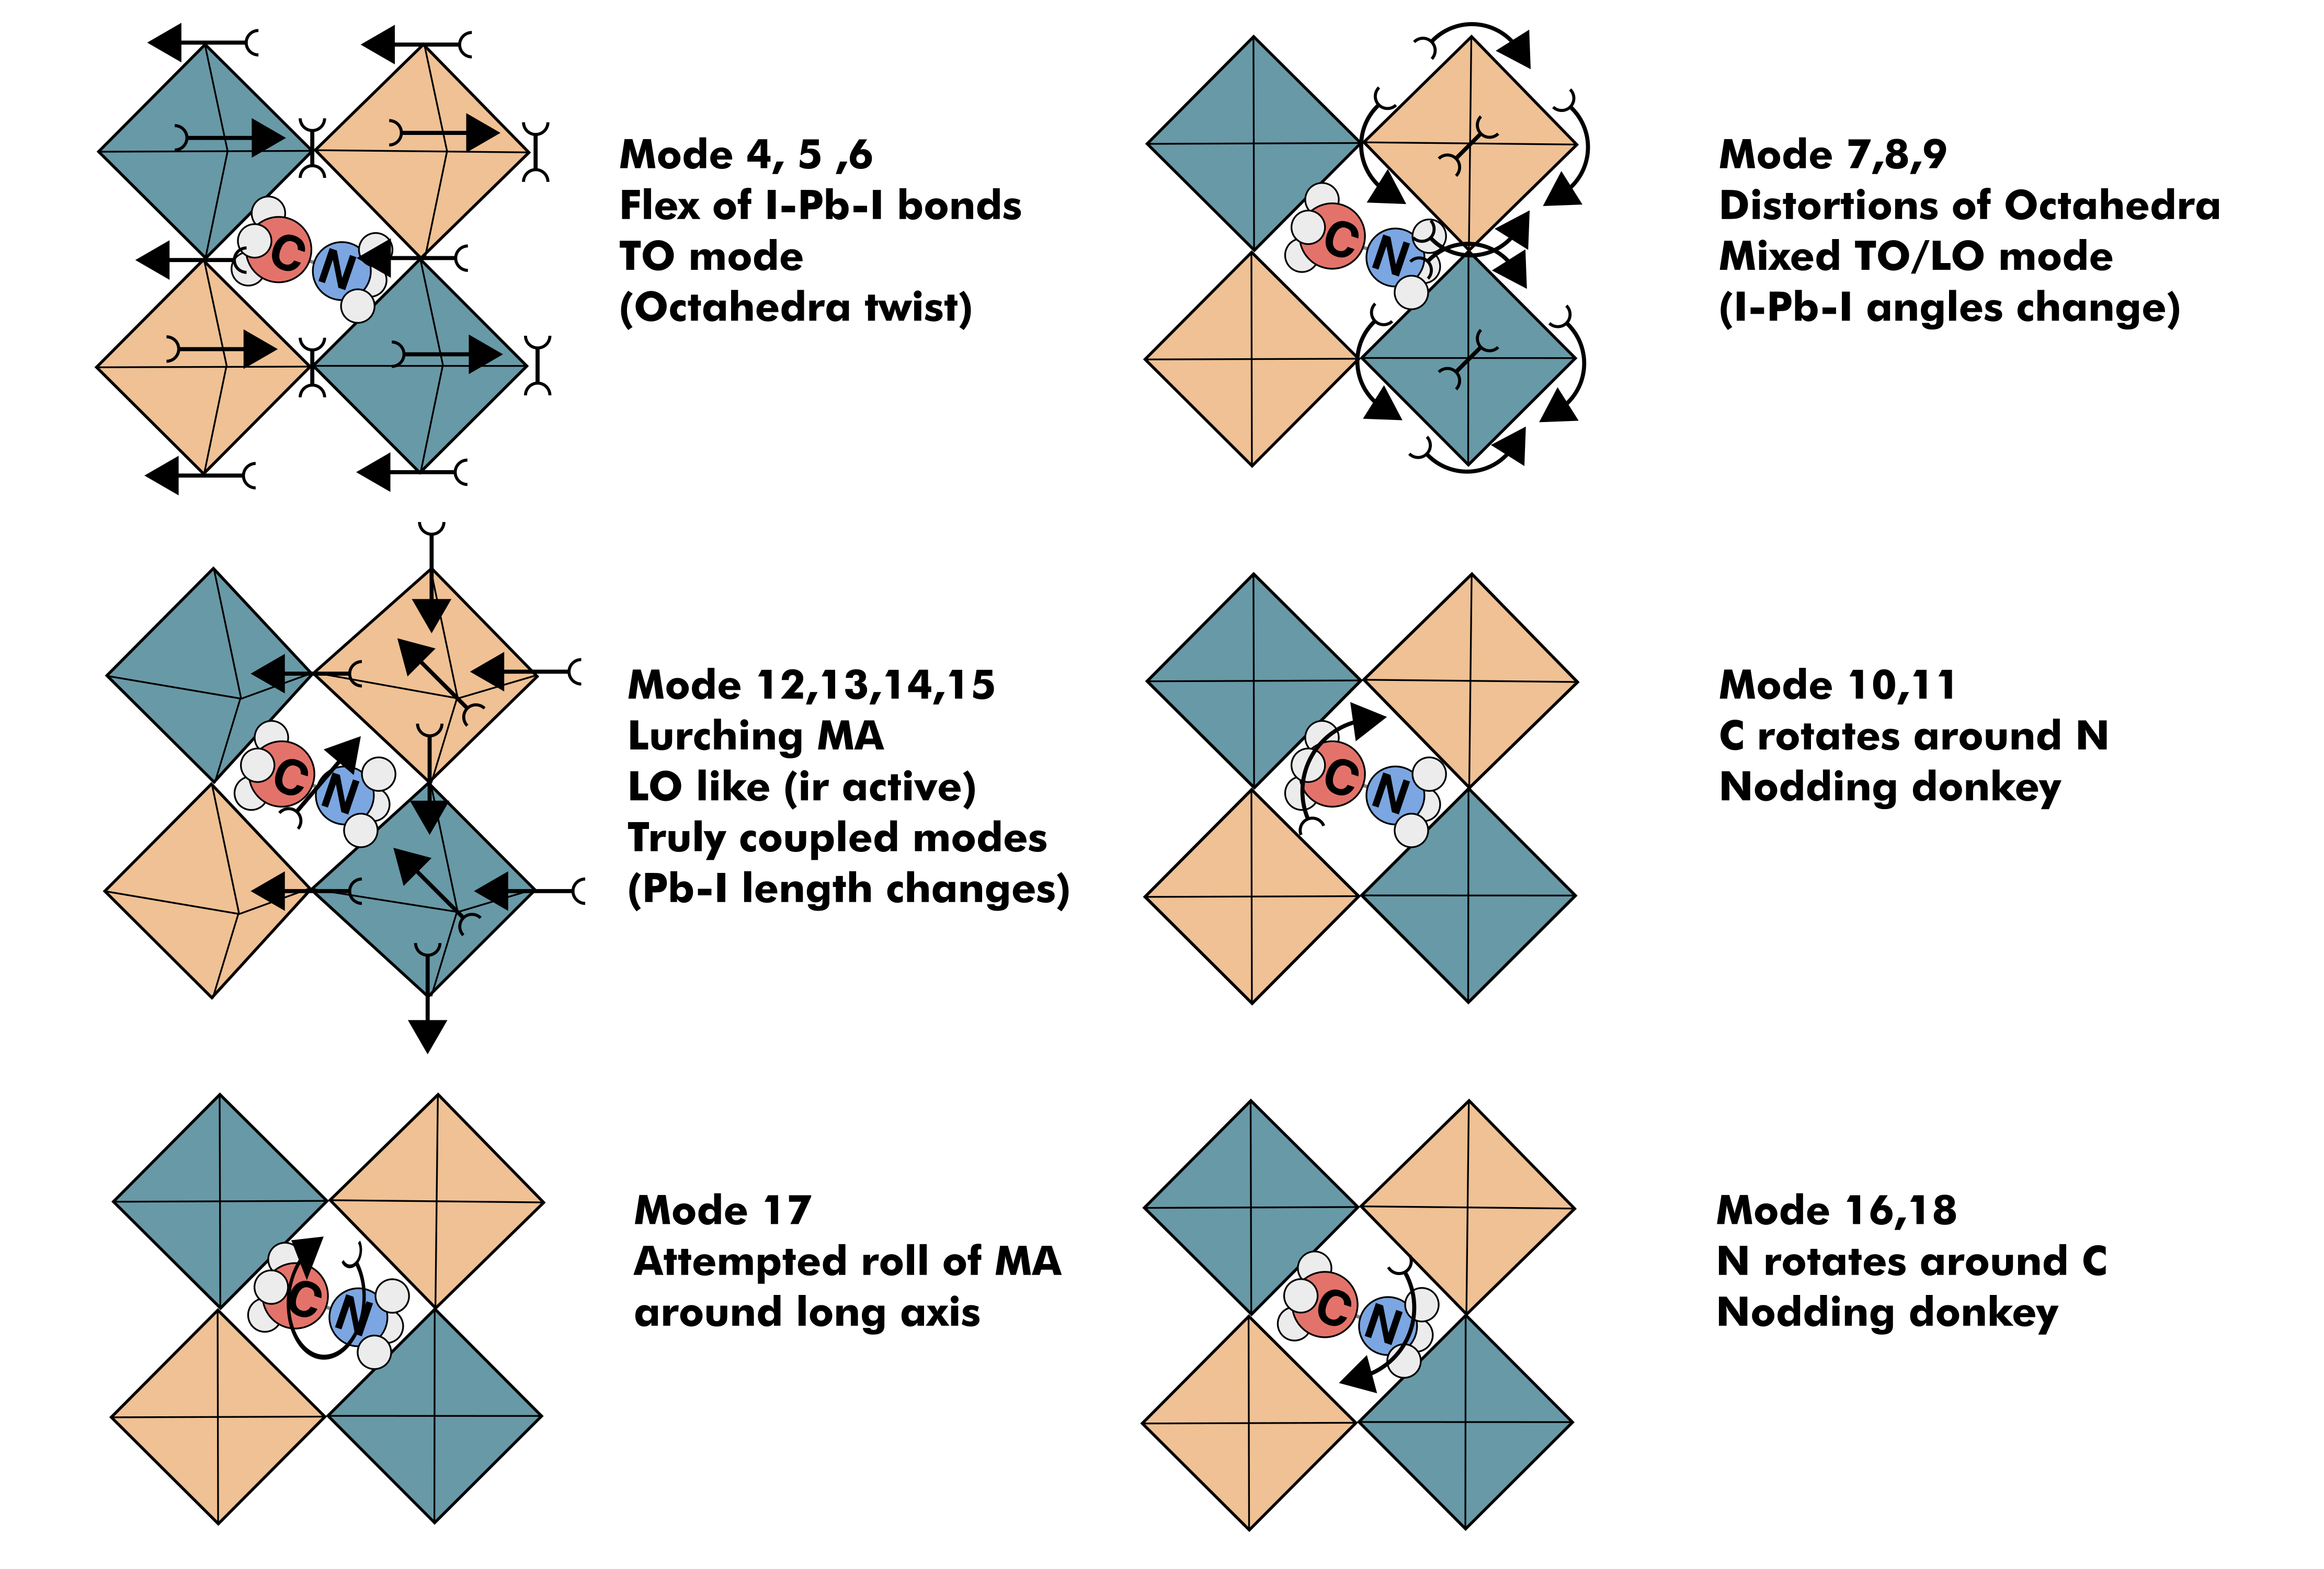 C
N
Mode 4, 5 ,6
Flex of I-Pb-I bonds
TO mode
(Octahedra twist)
C
N
Mode 7,8,9
Distortions of Octahedra
Mixed TO/LO mode
(I-Pb-I angles change)
C
N
Mode 12,13,14,15
Lurching MA
LO like (ir active)
Truly coupled modes
(Pb-I length changes)
C
N
Mode 10,11
C rotates around N
Nodding donkey
C
N
Mode 17
Attempted roll of MA
around long axis
C
N
Mode 16,18
N rotates around C
Nodding donkey